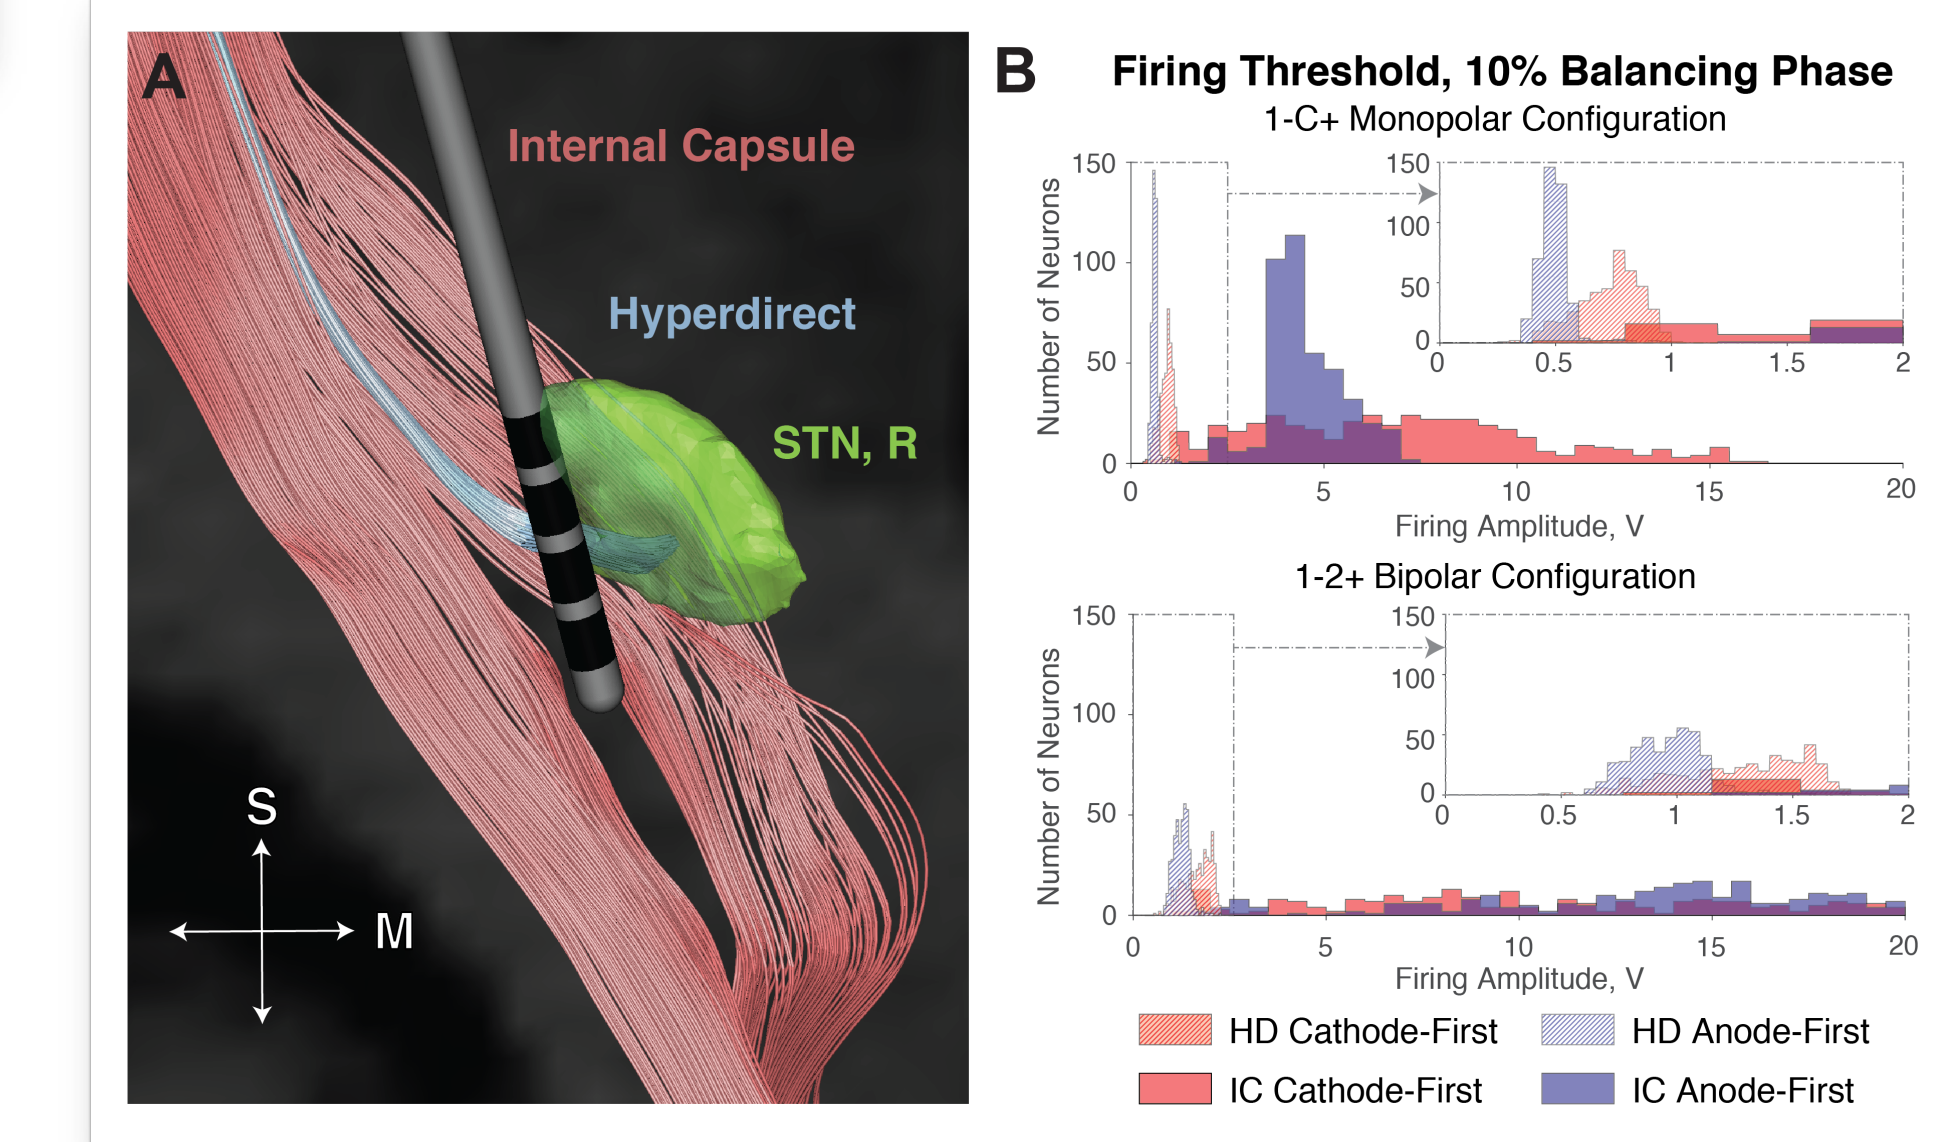 A
Internal Capsule
Hyperdirect
STN, R
S
M
B
Firing Threshold, 10% Balancing Phase
1-C+ Monopolar Configuration
Number of Neurons
150
100
50
0
0
5
10
15
20
150
100
50
0
0
0.5
1
1.5
2
Firing Amplitude, V
1-2+ Bipolar Configuration
Number of Neurons
150
100
50
0
0
5
10
15
20
150
100
50
0
0
0.5
1
1.5
2
Firing Amplitude, V
HD Cathode-First
HD Anode-First
IC Cathode-First
IC Anode-First